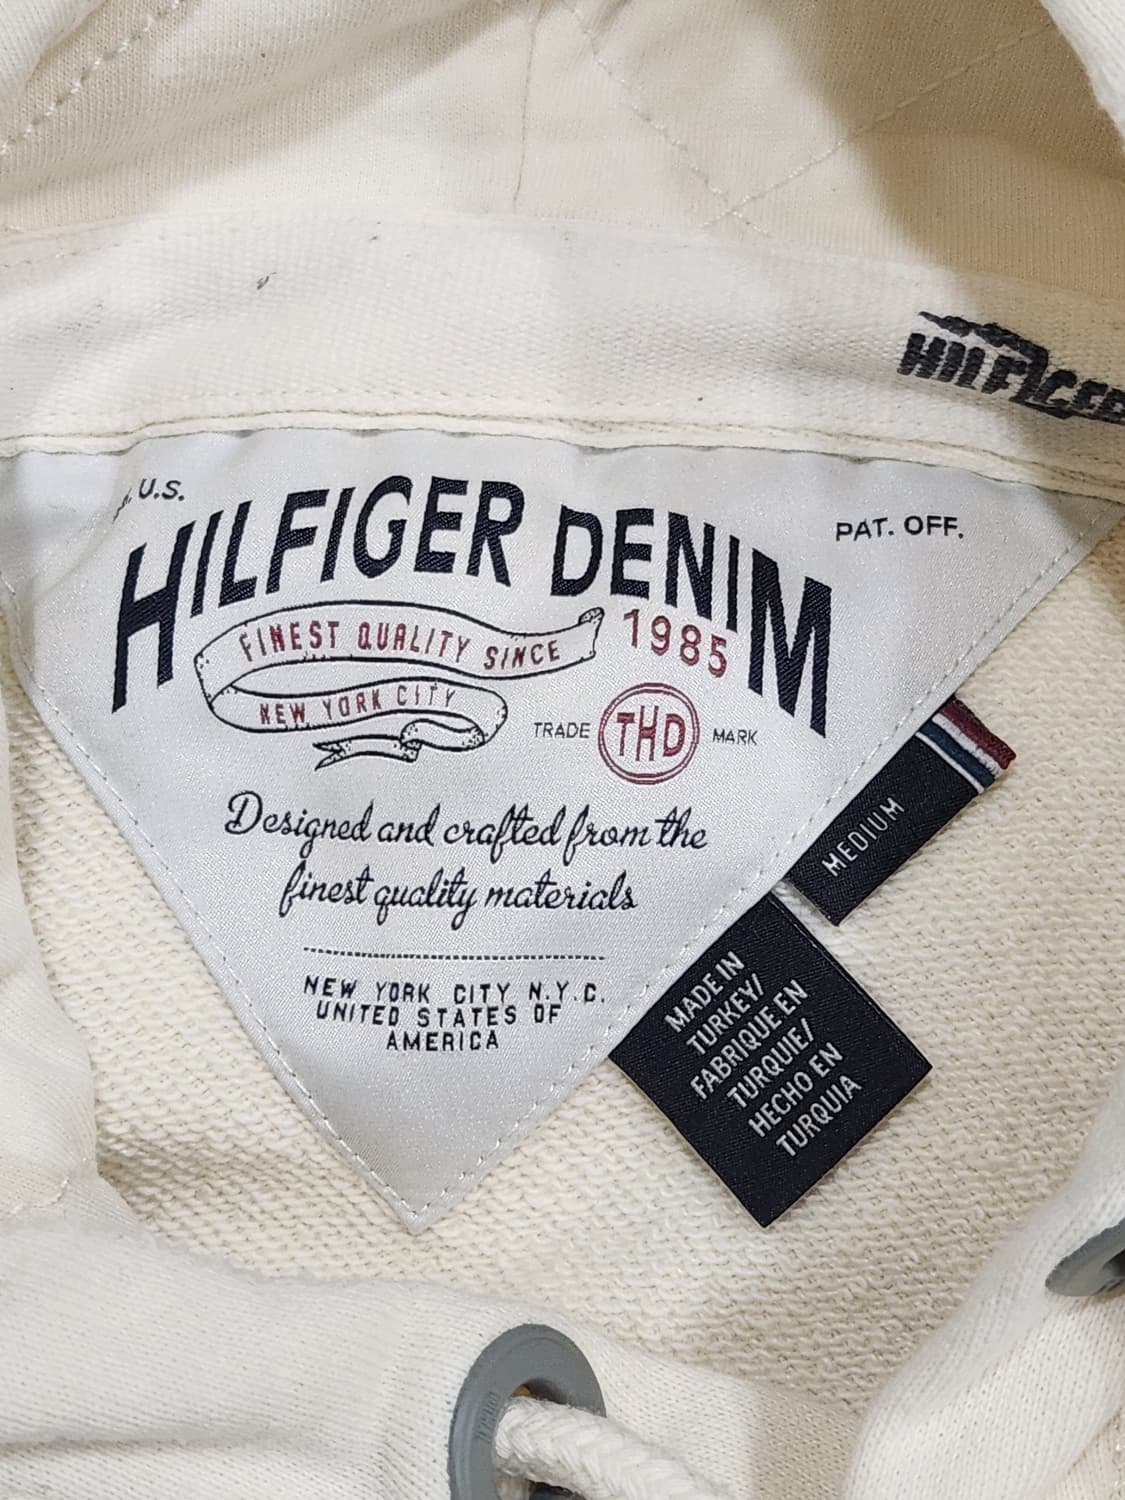 HILFIGER
U.S.
PAT. OFF.
HILFIGER DENIM
FINEST QUALITY SINCE
1985
NEW YORK CITY
TRADE THD MARK
Designed and crafted from the
finest quality materials
NEW YORK CITY N.Y.C.
UNITED STATES OF
AMERICA
MEDIUM
MADE IN
TURKEY/
FABRIQUE EN
TURQUIE/
HECHO EN
TURQUIA